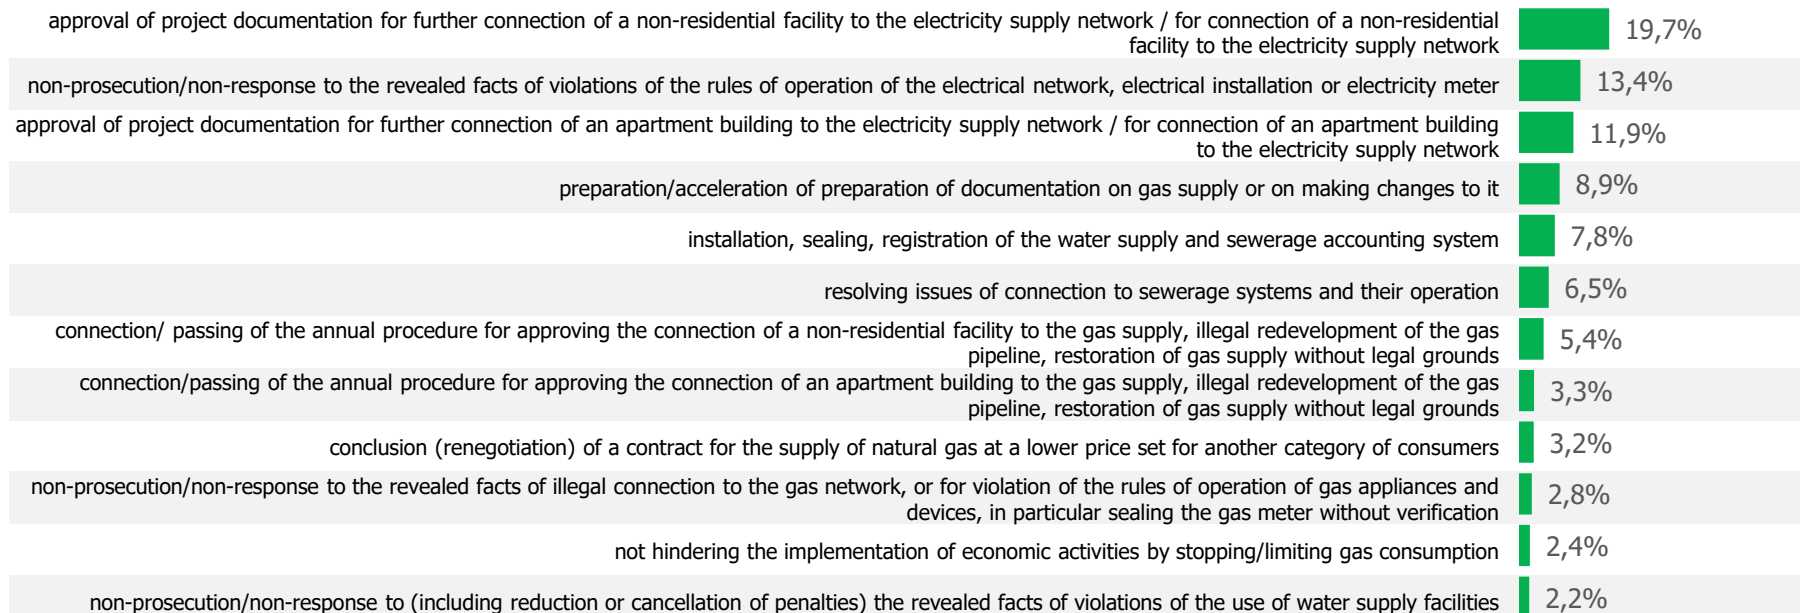 approval of project documentation for further connection of a non-residential facility to the electricity supply network / for connection of a non-residential
facility to the electricity supply network
19,7%
non-prosecution/non-response to the revealed facts of violations of the rules of operation of the electrical network, electrical installation or electricity meter
13,4%
approval of project documentation for further connection of an apartment building to the electricity supply network / for connection of an apartment building
to the electricity supply network
11,9%
preparation/acceleration of preparation of documentation on gas supply or on making changes to it
8,9%
installation, sealing, registration of the water supply and sewerage accounting system
7,8%
resolving issues of connection to sewerage systems and their operation
6,5%
connection/ passing of the annual procedure for approving the connection of a non-residential facility to the gas supply, illegal redevelopment of the gas
pipeline, restoration of gas supply without legal grounds
5,4%
connection/passing of the annual procedure for approving the connection of an apartment building to the gas supply, illegal redevelopment of the gas
pipeline, restoration of gas supply without legal grounds
3,3%
conclusion (renegotiation) of a contract for the supply of natural gas at a lower price set for another category of consumers
3,2%
non-prosecution/non-response to the revealed facts of illegal connection to the gas network, or for violation of the rules of operation of gas appliances and
devices, in particular sealing the gas meter without verification
2,8%
not hindering the implementation of economic activities by stopping/limiting gas consumption
2,4%
non-prosecution/non-response to (including reduction or cancellation of penalties) the revealed facts of violations of the use of water supply facilities
2,2%